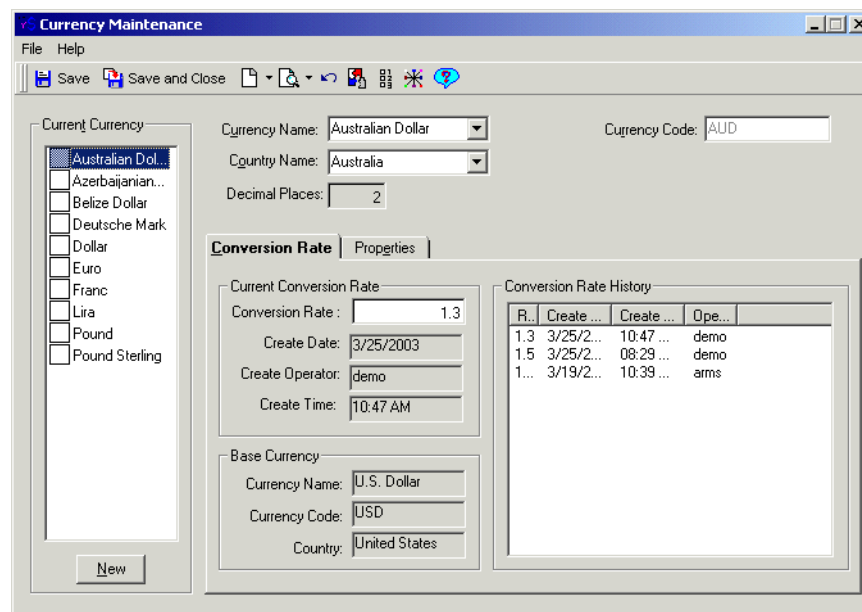 Currency Maintenance
File Help
Save Save and Close
Current Currency
Australian Dol...
Azerbaijanian...
Belize Dollar
Deutsche Mark
Dollar
Euro
Franc
Lira
Pound
Pound Sterling
New
Currency Name: Australian Dollar
Currency Code: AUD
Country Name: Australia
Decimal Places: 2
Conversion Rate Properties
Current Conversion Rate
Conversion Rate : 1.3
Create Date: 3/25/2003
Create Operator: demo
Create Time: 10:47 AM
Base Currency
Currency Name: U.S. Dollar
Currency Code: USD
Country: United States
Conversion Rate History
R.. Create ... Create ... Ope...
1.3 3/25/2... 10:47 ... demo
1.5 3/25/2... 08:29 ... demo
1... 3/19/2... 10:39 ... arms